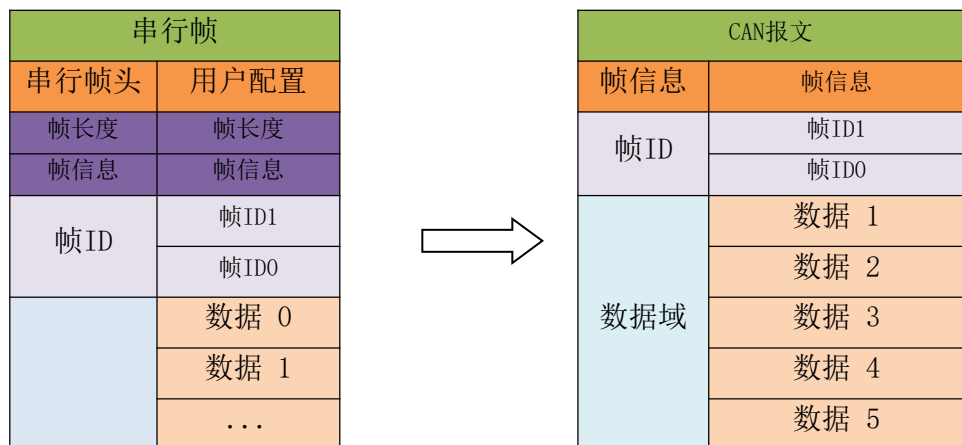 串行帧
串行帧头 用户配置
帧长度 帧长度
帧信息 帧信息
帧ID
帧ID1
帧ID0
数据 0
数据 1
...
CAN报文
帧信息 帧信息
帧ID
帧ID1
帧ID0
数据域
数据 1
数据 2
数据 3
数据 4
数据 5